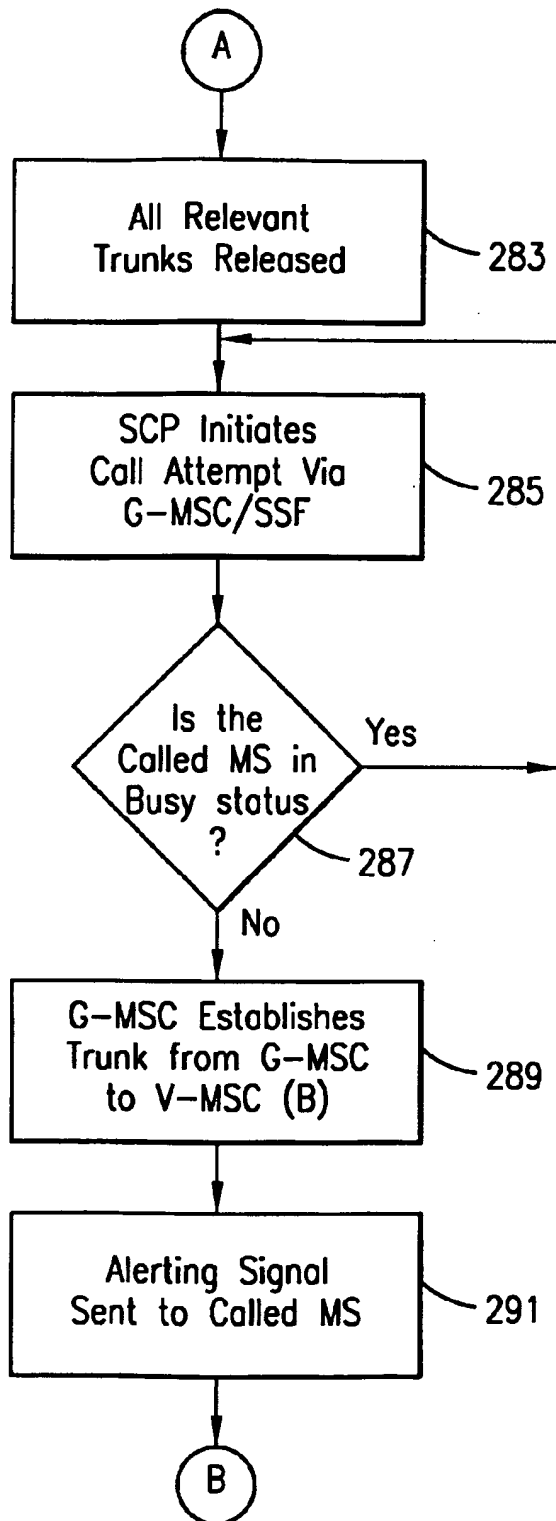 A
All Relevant
Trunks Released
283
SCP Initiates
Call Attempt Via
G-MSC/SSF
285
Is the
Called MS in
Busy status
?
Yes
287
No
G-MSC Establishes
Trunk from G-MSC
to V-MSC (B)
289
Alerting Signal
Sent to Called MS
291
B